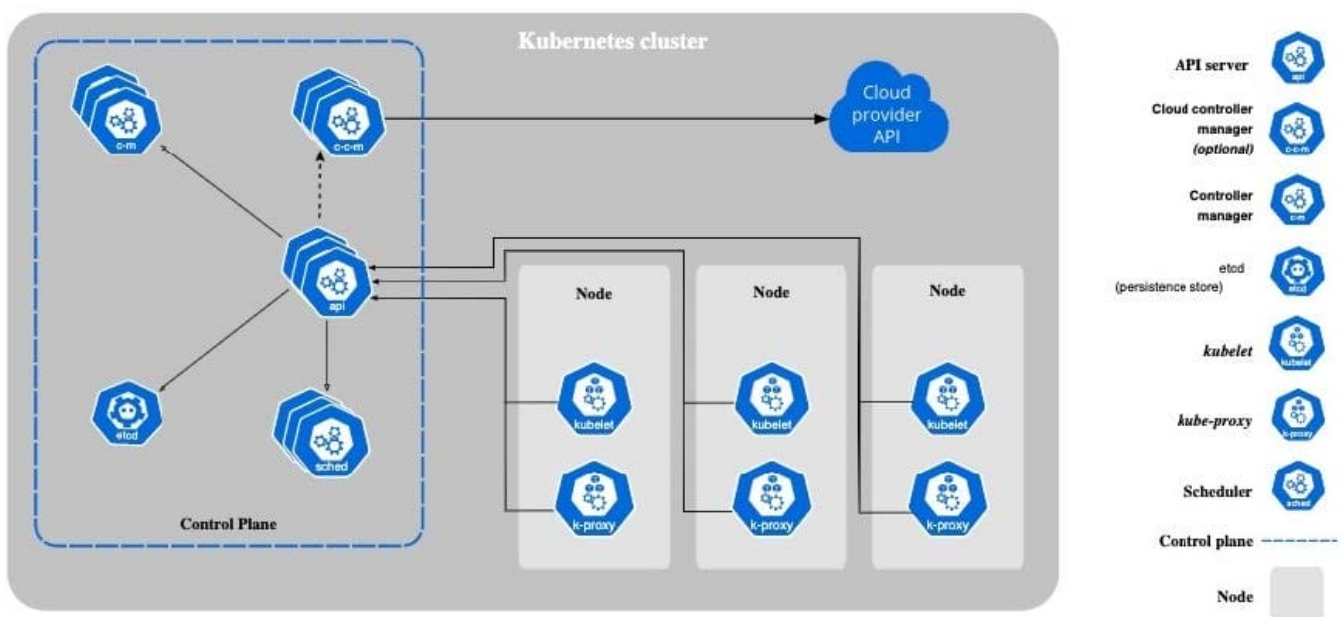 Kubernetes cluster
c-m
c-c-m
Cloud
provider
API
api
etcd
sched
Control Plane
Node
kubelet
k-proxy
Node
kubelet
k-proxy
Node
kubelet
k-proxy
API server
api
Cloud controller
manager
(optional)
c-c-m
Controller
manager
c-m
etcd
(persistence store)
etcd
kubelet
kubelet
kube-proxy
k-proxy
Scheduler
sched
Control plane
Node